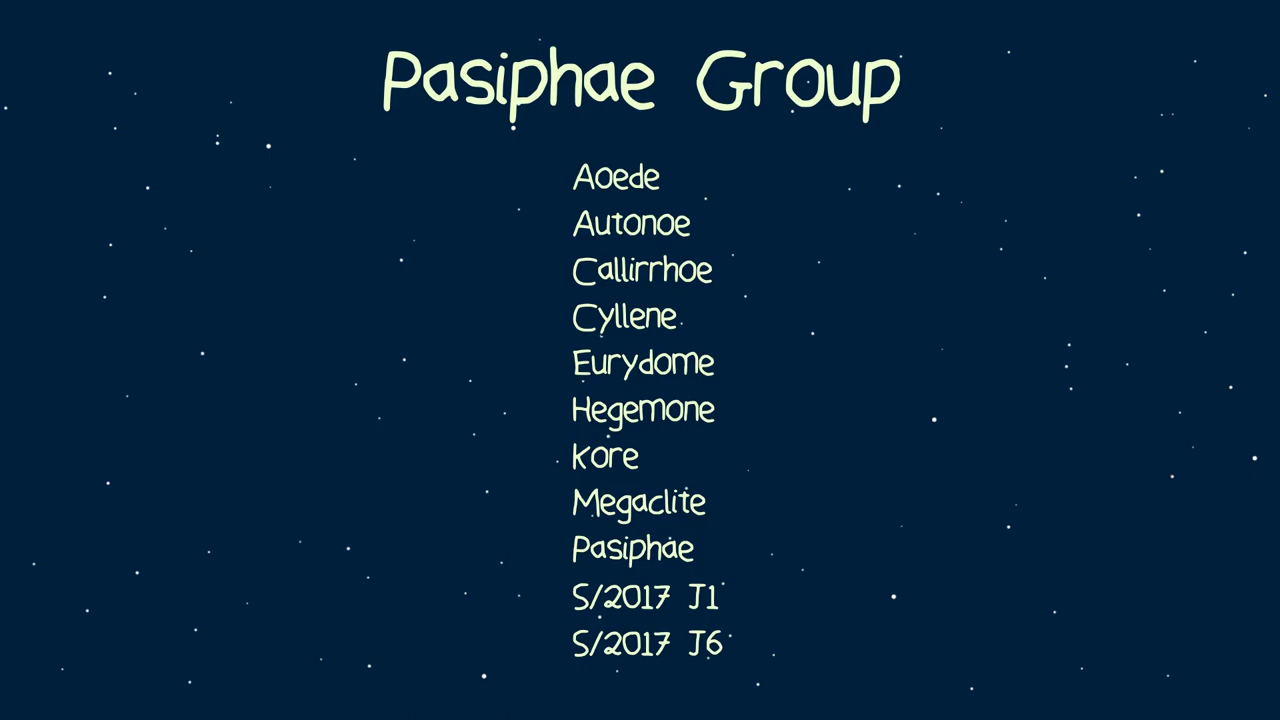 Pasiphae Group
Aoede
Autonoe
Callirrhoe
Cyllene
Eurydome
Hegemone
Kore
Megaclite
Pasiphae
S/2017 J1
S/2017 J6